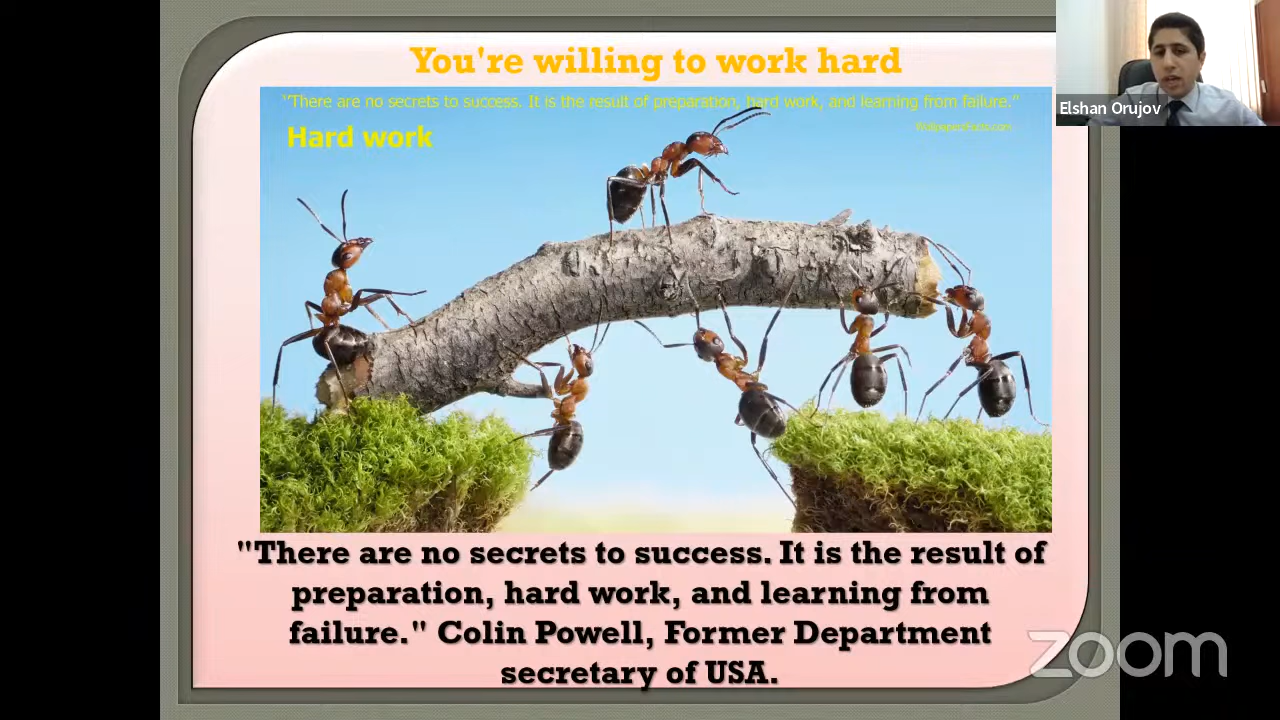 You're willing to work hard
"There are no secrets to success. It is the result of preparation, hard work, and learning from failure."
Hard work
Elshan Orujov
"There are no secrets to success. It is the result of
preparation, hard work, and learning from
failure." Colin Powell, Former Department
secretary of USA.
zoom